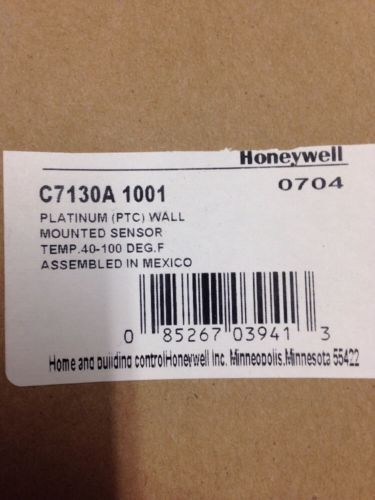 Honeywell
C7130A 1001
0704
PLATINUM (PTC) WALL
MOUNTED SENSOR
TEMP.40-100 DEG.F
ASSEMBLED IN MEXICO
0 85267 03941 3
Home and building controlHoneywell Inc. Minneopolis,Minnesota 55422